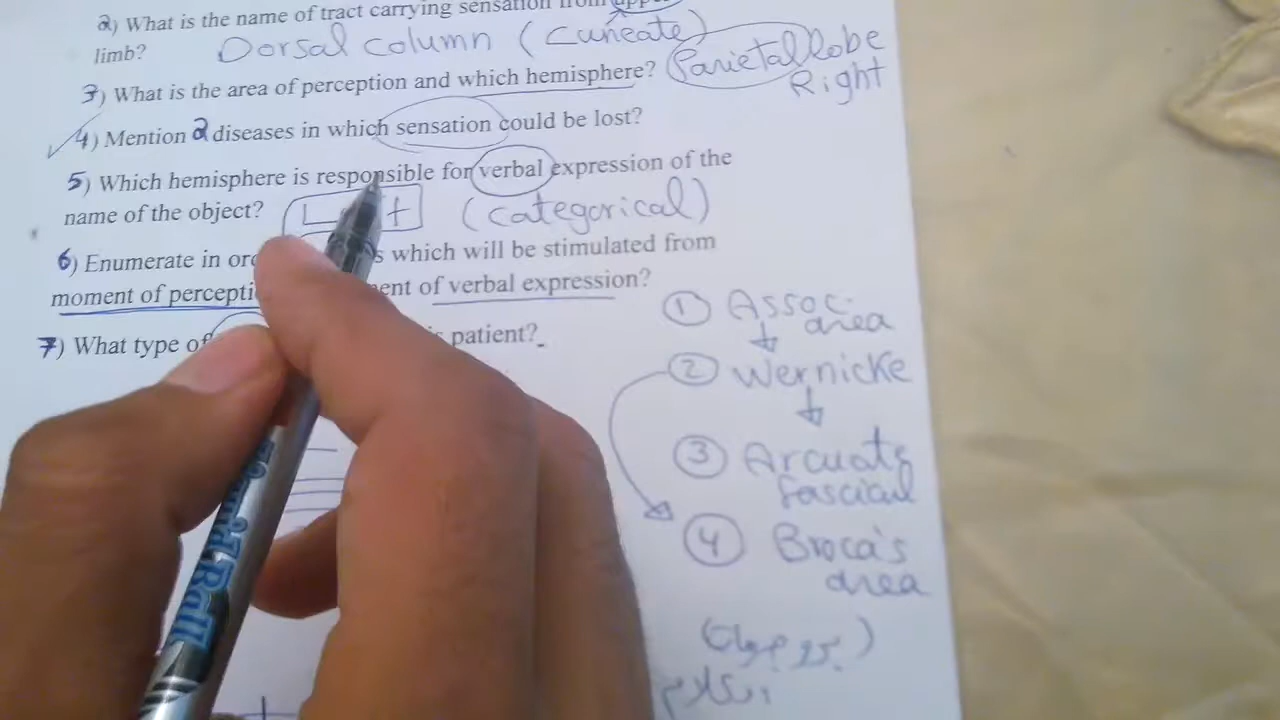 2) What is the name of tract carrying sensation from upper
limb? Dorsal column (Cuneate)
3) What is the area of perception and which hemisphere? Parietal lobe
Right
4) Mention 2 diseases in which sensation could be lost?
5) Which hemisphere is responsible for verbal expression of the
name of the object? (Categorical)
6) Enumerate in which will be stimulated from
moment of ent of verbal expression?
7) What type of patient?
① Assoc.
area
② Wernicke
③ Arcuate
④ Broca's
area